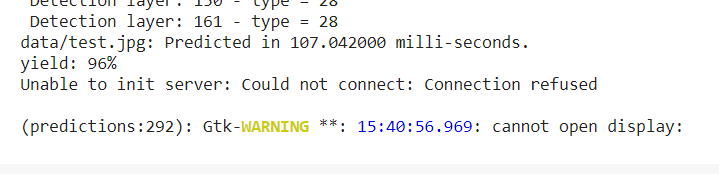 Detection layer: 150 - type = 28
Detection layer: 161 - type = 28
data/test.jpg: Predicted in 107.042000 milli-seconds.
yield: 96%
Unable to init server: Could not connect: Connection refused
(predictions:292): Gtk-WARNING **: 15:40:56.969: cannot open display: